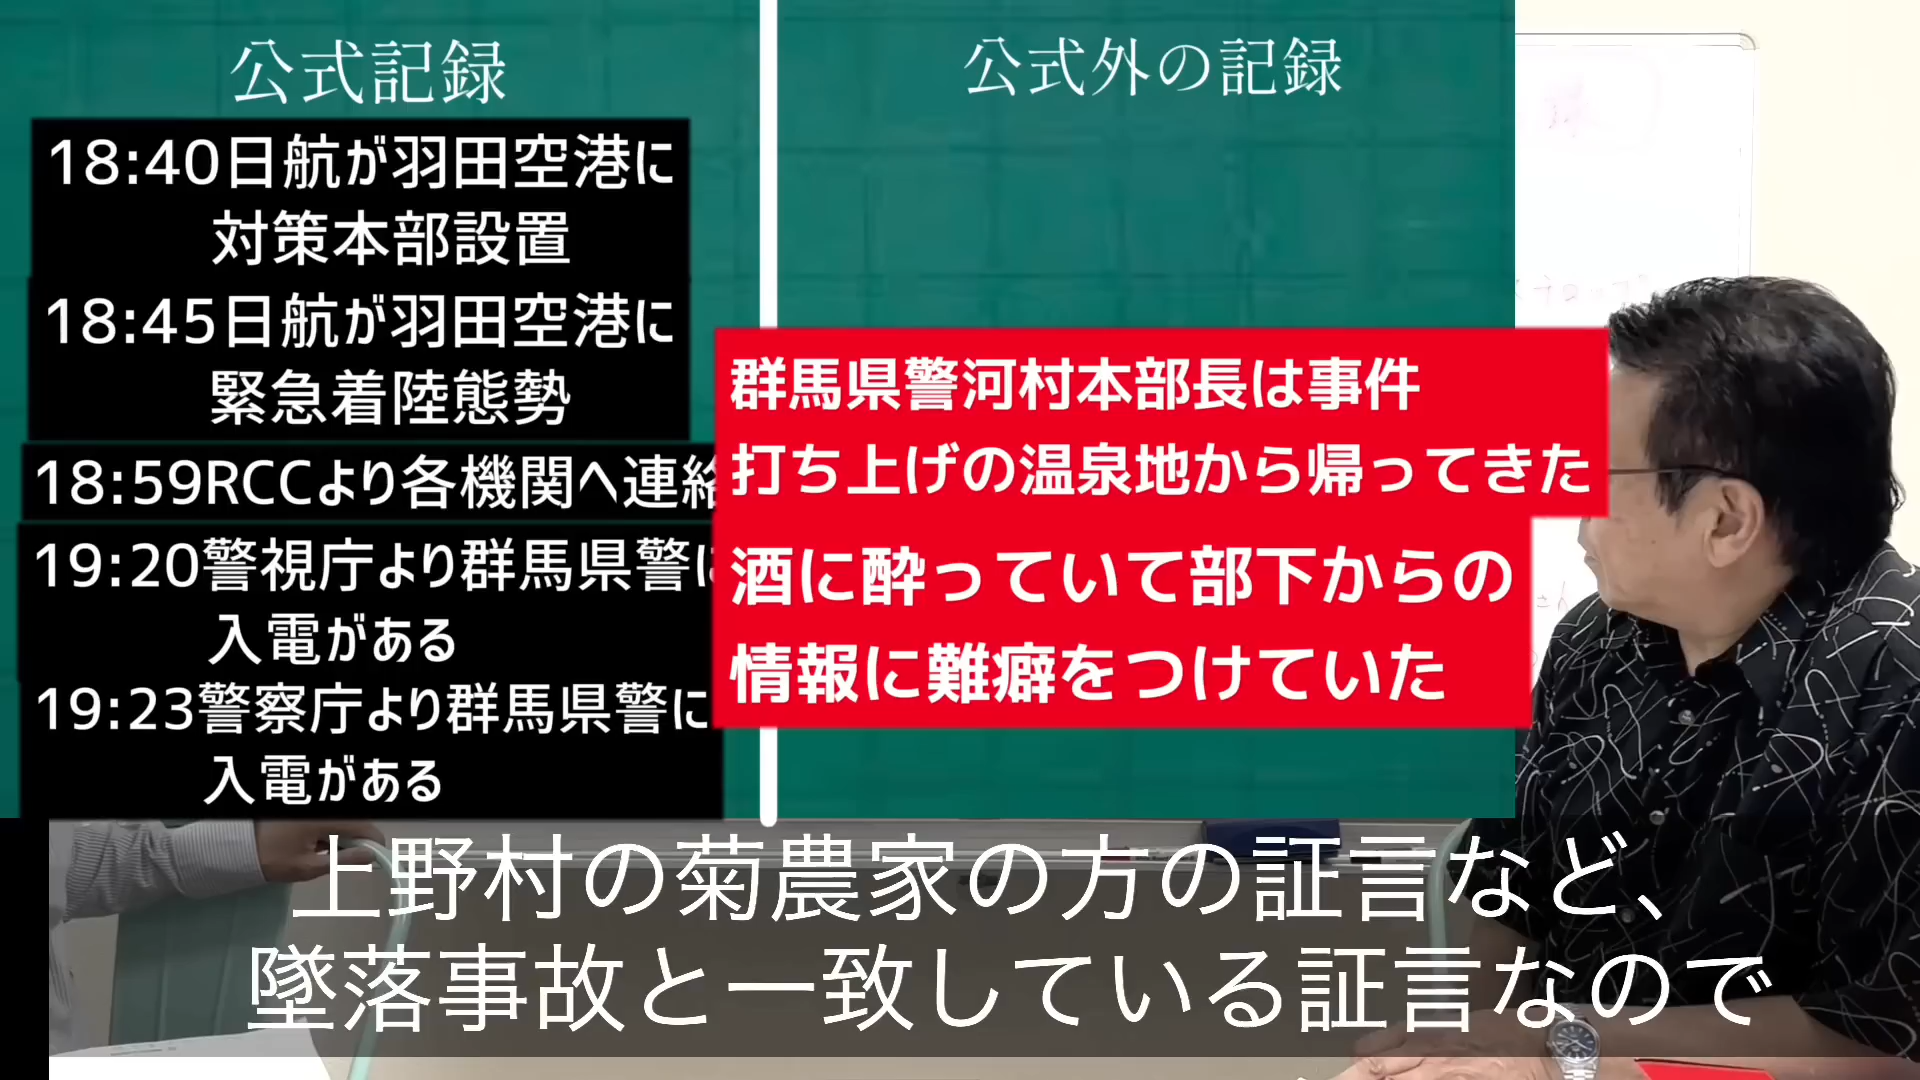 公式記録
18:40日航が羽田空港に
対策本部設置
18:45日航が羽田空港に
緊急着陸態勢
18:59RCCより各機関へ連絡
19:20警視庁より群馬県警に
入電がある
19:23警察庁より群馬県警に
入電がある
公式外の記録
群馬県警河村本部長は事件
打ち上げの温泉地から帰ってきた
酒に酔っていて部下からの
情報に難癖をつけていた
上野村の菊農家の方の証言など、
墜落事故と一致している証言なので